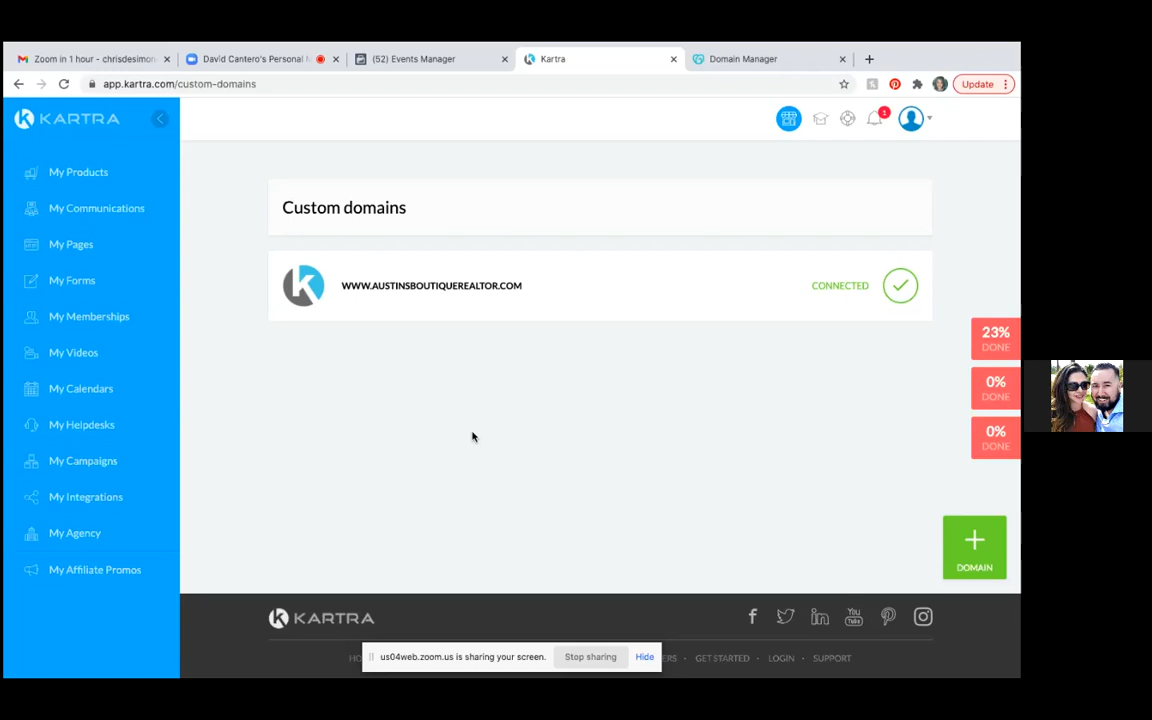 Zoom in 1 hour - chrisdesimon
David Cantero's Personal
(52) Events Manager
Kartra
Domain Manager
app.kartra.com/custom-domains
Update
KARTRA
1
My Products
My Communications
My Pages
My Forms
My Memberships
My Videos
My Calendars
My Helpdesks
My Campaigns
My Integrations
My Agency
My Affiliate Promos
Custom domains
WWW.AUSTINSBOUTIQUEREALTOR.COM
CONNECTED
23%
DONE
0%
DONE
0%
DONE
DOMAIN
KARTRA
You
Tube
us04web.zoom.us is sharing your screen.
Stop sharing
Hide
GET STARTED
LOGIN
SUPPORT